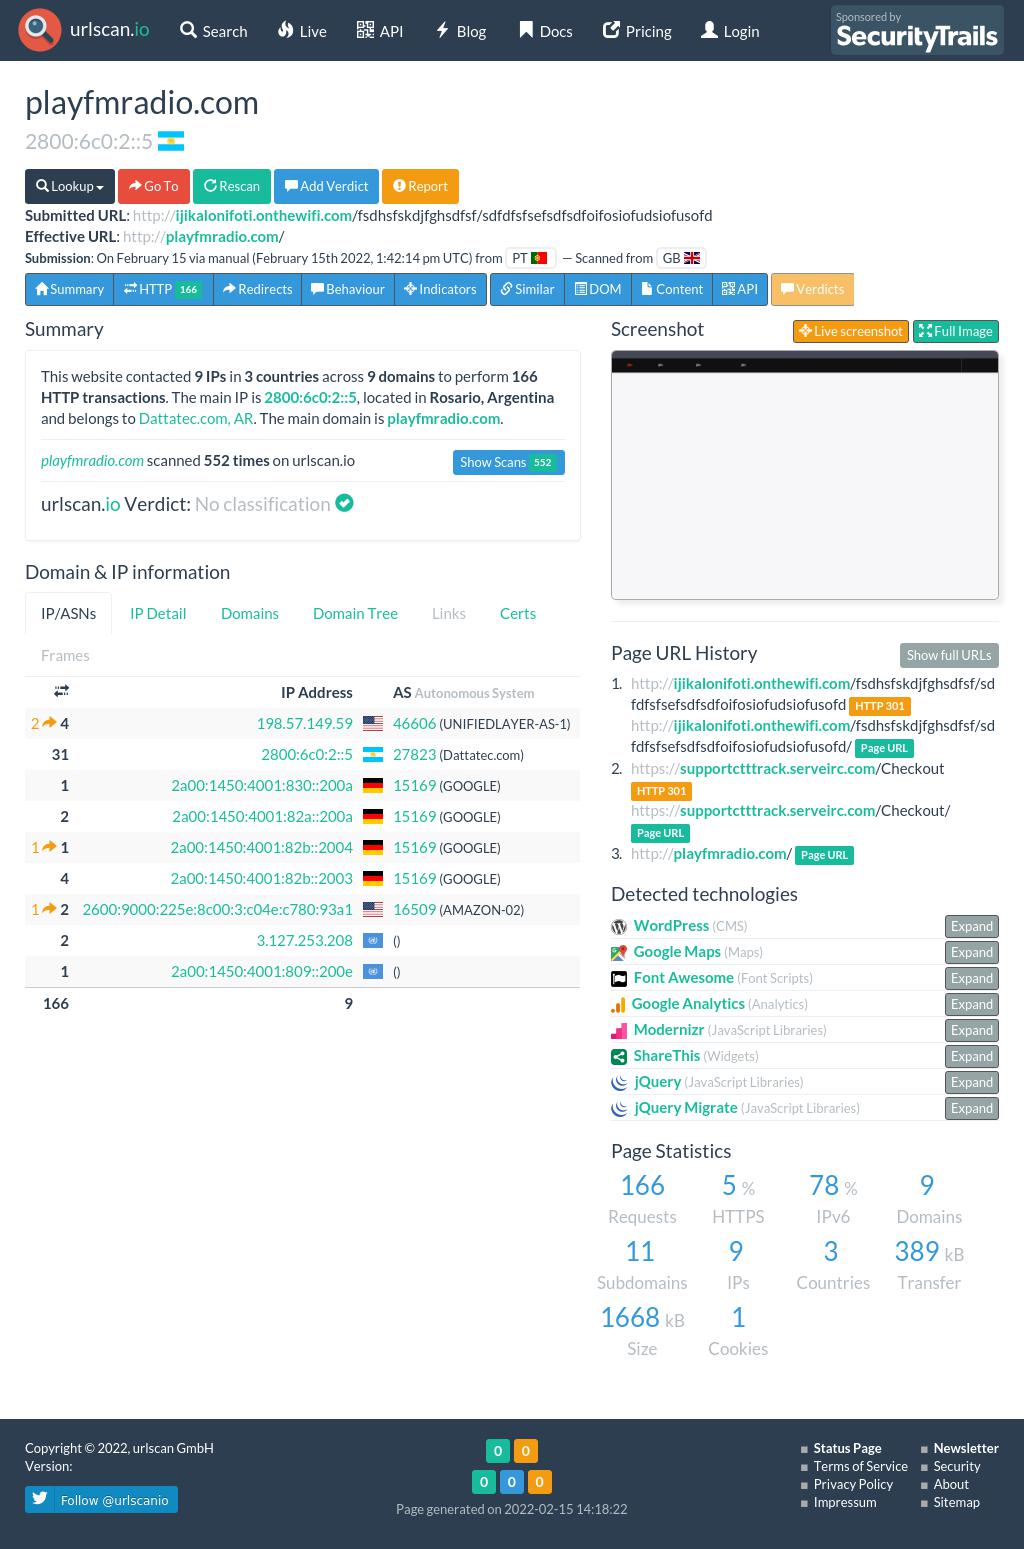 urlscan.io Search Live API Blog Docs Pricing Login Sponsored by SecurityTrails
playfmradio.com
2800:6c0:2::5
Lookup Go To Rescan Add Verdict Report
Submitted URL: http://ijikalonifoti.onthewifi.com/fsdhsfskdjfghsdfsf/sdfdfsfsefsdfsdfoifosiofudsiofusofd
Effective URL: http://playfmradio.com/
Submission: On February 15 via manual (February 15th 2022, 1:42:14 pm UTC) from PT — Scanned from GB
Summary HTTP 166 Redirects Behaviour Indicators Similar DOM Content API Verdicts
Summary
This website contacted 9 IPs in 3 countries across 9 domains to perform 166
HTTP transactions. The main IP is 2800:6c0:2::5, located in Rosario, Argentina
and belongs to Dattatec.com, AR. The main domain is playfmradio.com.
playfmradio.com scanned 552 times on urlscan.io Show Scans 552
urlscan.io Verdict: No classification
Domain & IP information
IP/ASNs IP Detail Domains Domain Tree Links Certs
Frames
IP Address AS Autonomous System
2 4 198.57.149.59 46606 (UNIFIEDLAYER-AS-1)
31 2800:6c0:2::5 27823 (Dattatec.com)
1 2a00:1450:4001:830::200a 15169 (GOOGLE)
2 2a00:1450:4001:82a::200a 15169 (GOOGLE)
1 1 2a00:1450:4001:82b::2004 15169 (GOOGLE)
4 2a00:1450:4001:82b::2003 15169 (GOOGLE)
1 2 2600:9000:225e:8c00:3:c04e:c780:93a1 16509 (AMAZON-02)
2 3.127.253.208 ()
1 2a00:1450:4001:809::200e ()
166 9
Screenshot Live screenshot Full Image
Page URL History Show full URLs
1. http://ijikalonifoti.onthewifi.com/fsdhsfskdjfghsdfsf/sd
fdfsfsefsdfsdfoifosiofudsiofusofd HTTP 301
http://ijikalonifoti.onthewifi.com/fsdhsfskdjfghsdfsf/sd
fdfsfsefsdfsdfoifosiofudsiofusofd/ Page URL
2. https://supportctttrack.serveirc.com/Checkout
HTTP 301
https://supportctttrack.serveirc.com/Checkout/
Page URL
3. http://playfmradio.com/ Page URL
Detected technologies
WordPress (CMS) Expand
Google Maps (Maps) Expand
Font Awesome (Font Scripts) Expand
Google Analytics (Analytics) Expand
Modernizr (JavaScript Libraries) Expand
ShareThis (Widgets) Expand
jQuery (JavaScript Libraries) Expand
jQuery Migrate (JavaScript Libraries) Expand
Page Statistics
166 5 % 78 % 9
Requests HTTPS IPv6 Domains
11 9 3 389 kB
Subdomains IPs Countries Transfer
1668 kB 1
Size Cookies
Copyright © 2022, urlscan GmbH
Version:
Follow @urlscanio
0 0
0 0 0
Page generated on 2022-02-15 14:18:22
Status Page Newsletter
Terms of Service Security
Privacy Policy About
Impressum Sitemap